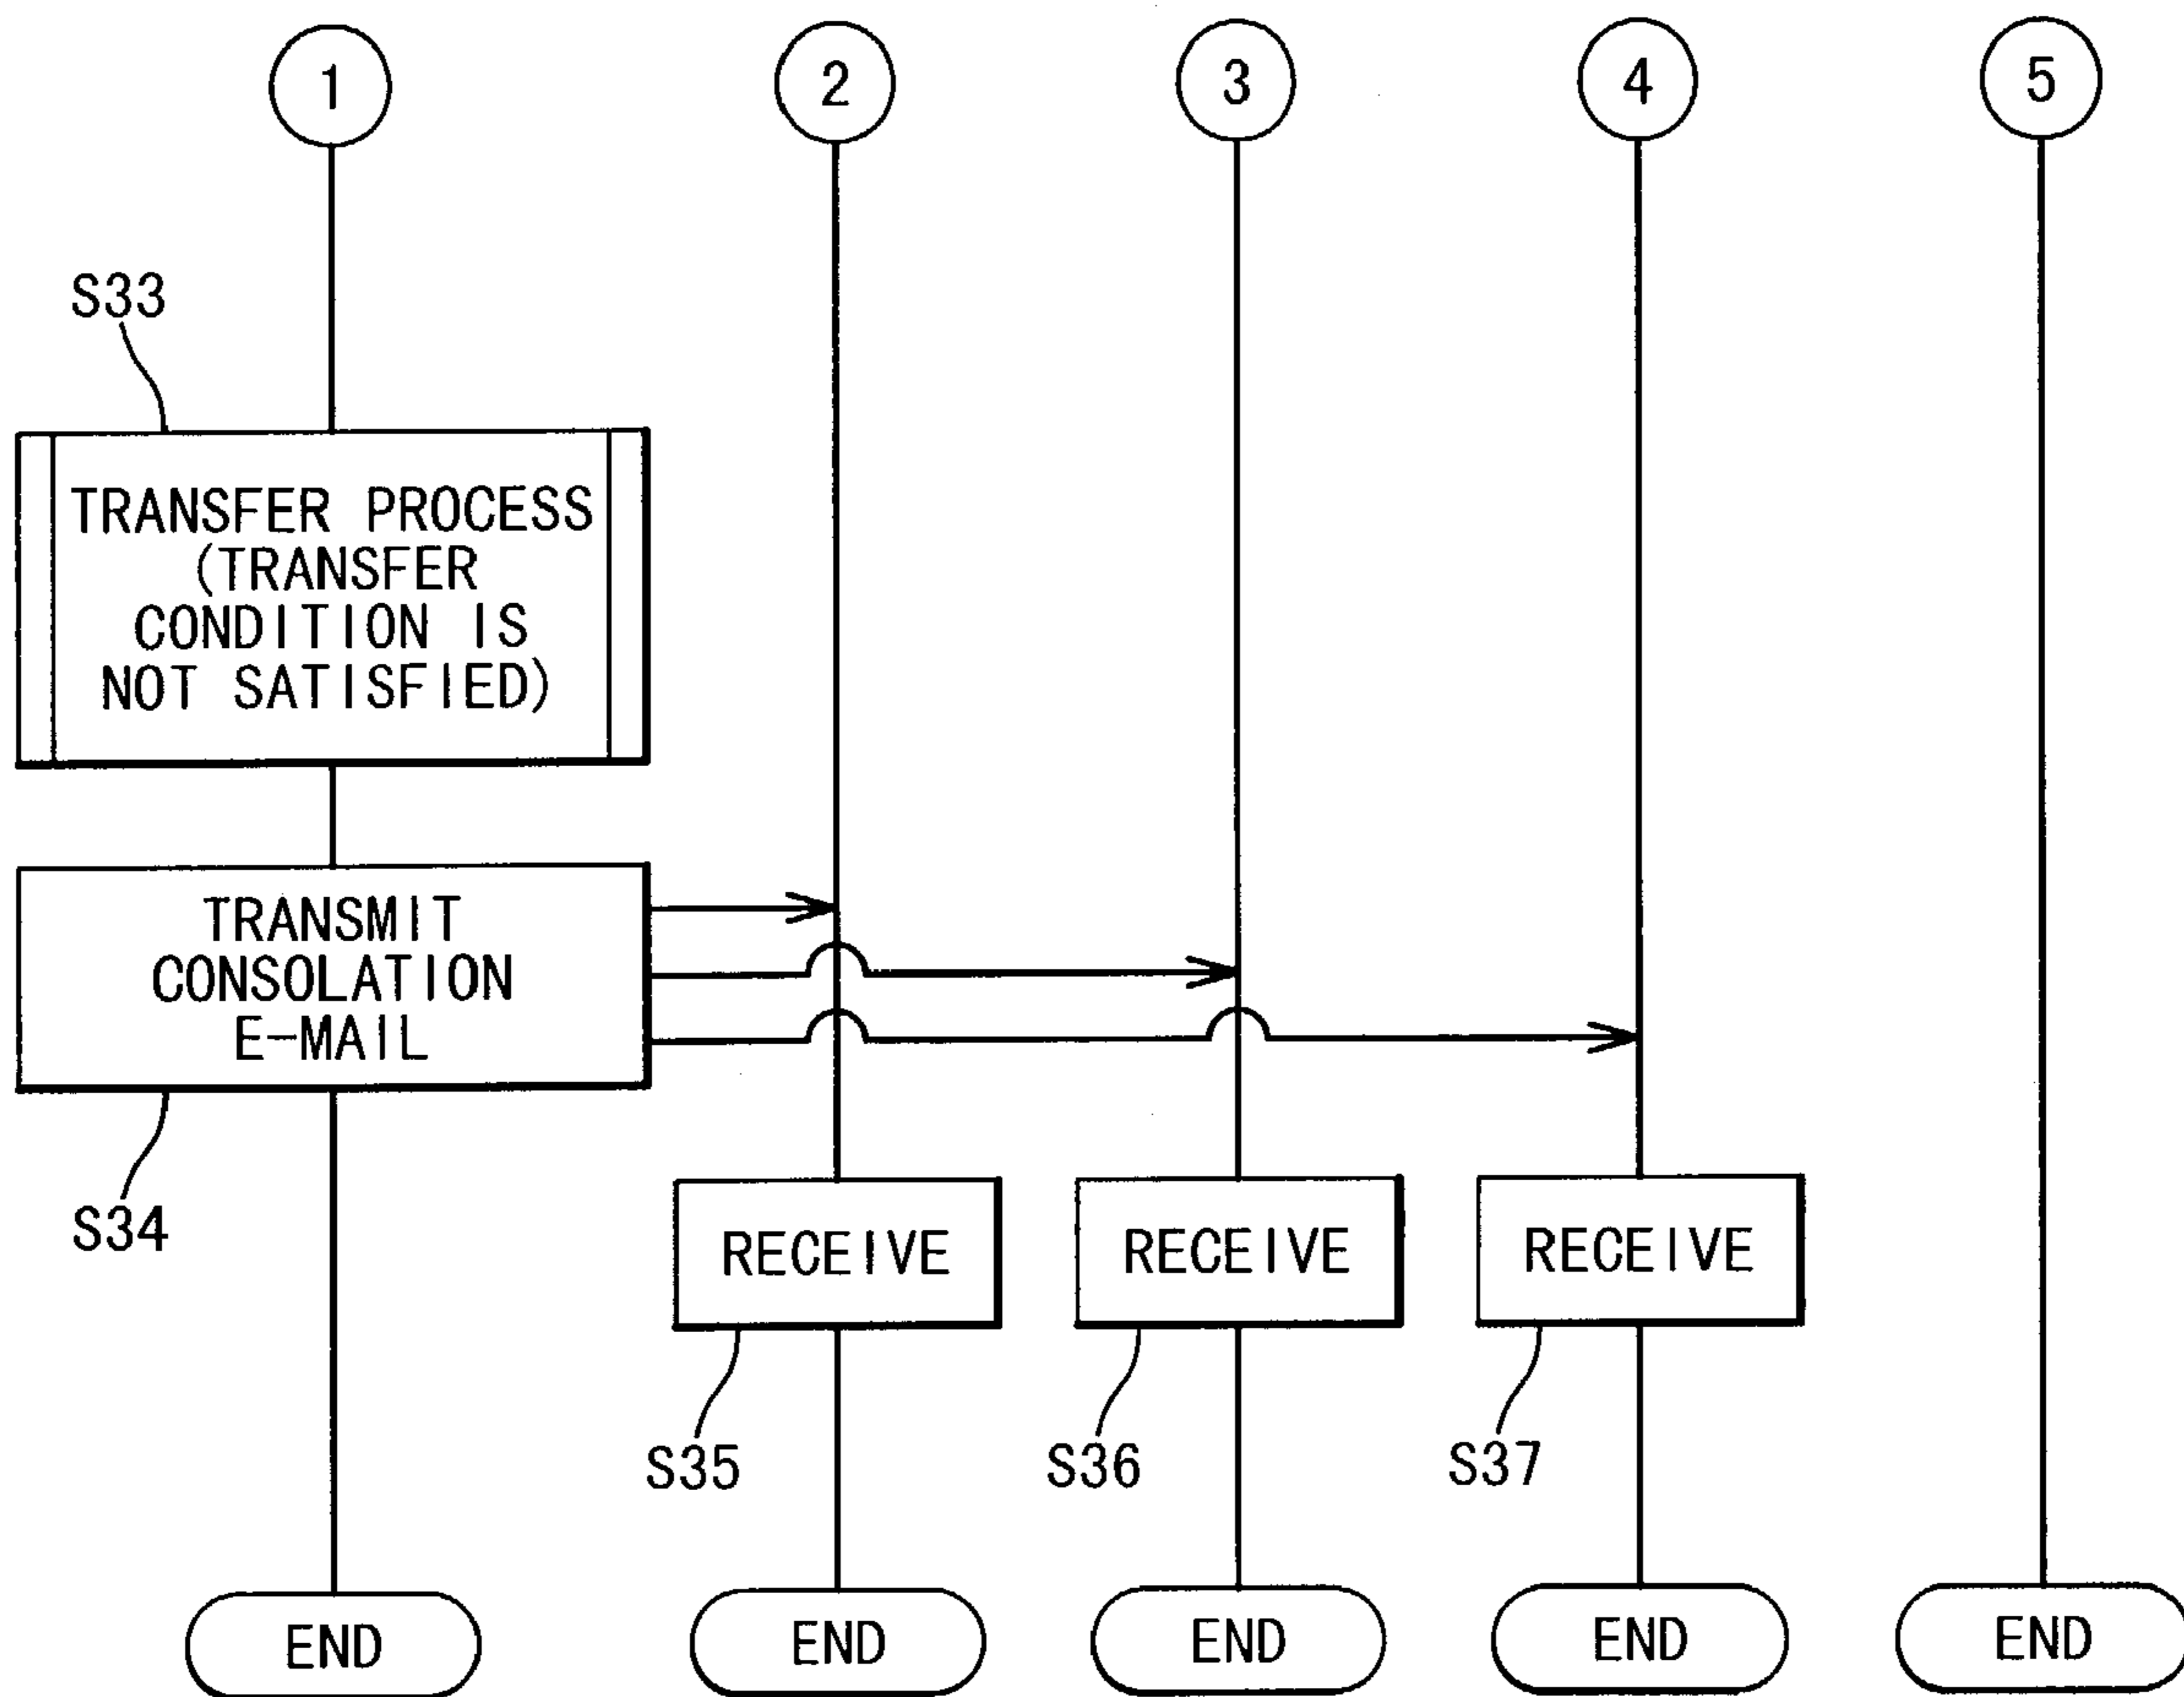 1
2
3
4
5
S33
TRANSFER PROCESS
(TRANSFER
CONDITION IS
NOT SATISFIED)
TRANSMIT
CONSOLATION
E-MAIL
S34
RECEIVE
RECEIVE
RECEIVE
S35
S36
S37
END
END
END
END
END